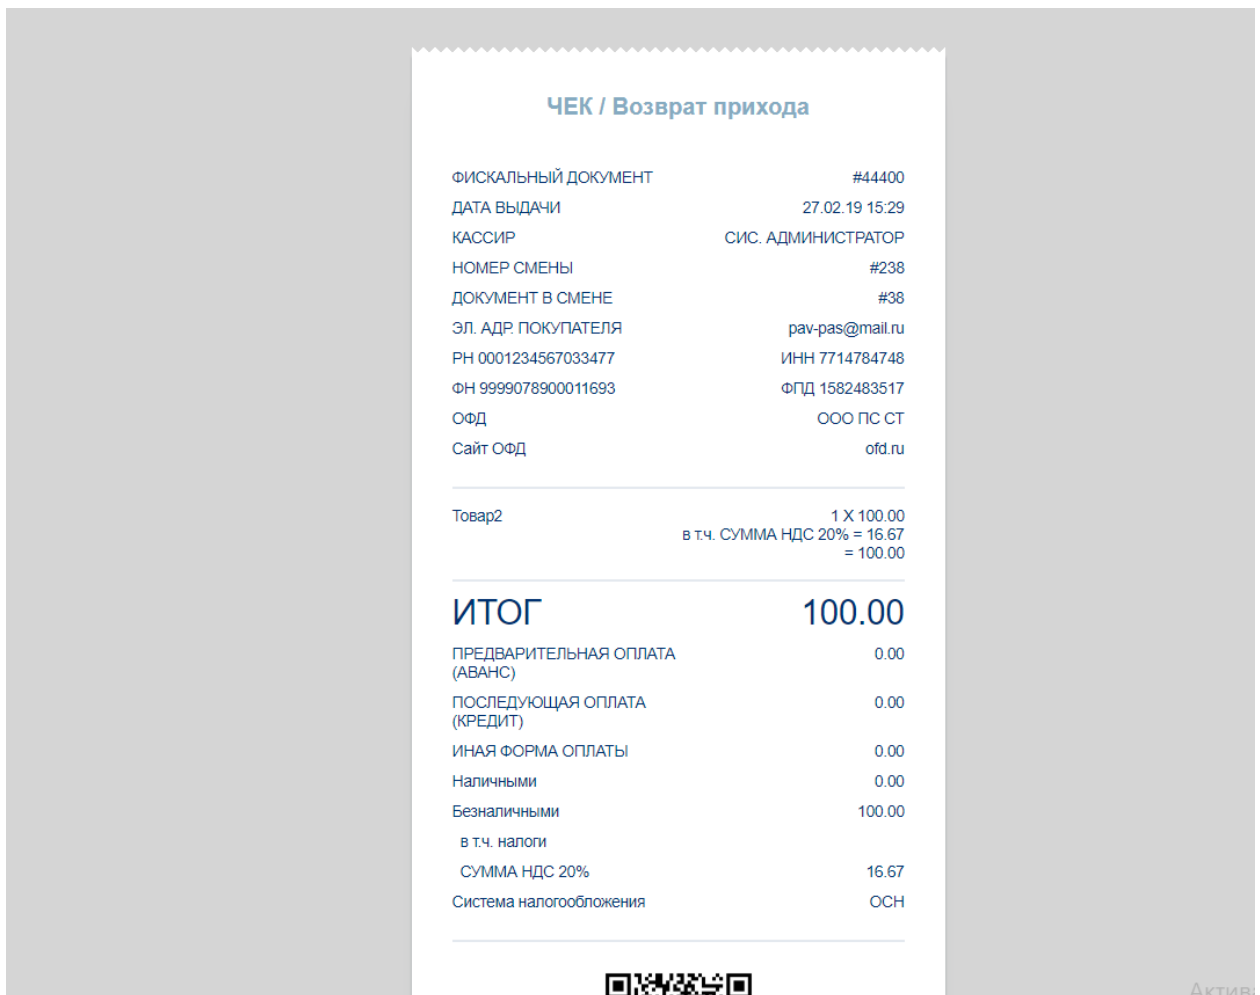 ЧЕК / Возврат прихода
ФИСКАЛЬНЫЙ ДОКУМЕНТ #44400
ДАТА ВЫДАЧИ 27.02.19 15:29
КАССИР СИС. АДМИНИСТРАТОР
НОМЕР СМЕНЫ #238
ДОКУМЕНТ В СМЕНЕ #38
ЭЛ. АДР. ПОКУПАТЕЛЯ pav-pas@mail.ru
РН 0001234567033477 ИНН 7714784748
ФН 9999078900011693 ФПД 1582483517
ОФД ООО ПС СТ
Сайт ОФД ofd.ru
Товар2 1 X 100.00
в т.ч. СУММА НДС 20% = 16.67
= 100.00
ИТОГ 100.00
ПРЕДВАРИТЕЛЬНАЯ ОПЛАТА 0.00
(АВАНС)
ПОСЛЕДУЮЩАЯ ОПЛАТА 0.00
(КРЕДИТ)
ИНАЯ ФОРМА ОПЛАТЫ 0.00
Наличными 0.00
Безналичными 100.00
в т.ч. налоги
СУММА НДС 20% 16.67
Система налогообложения ОСН